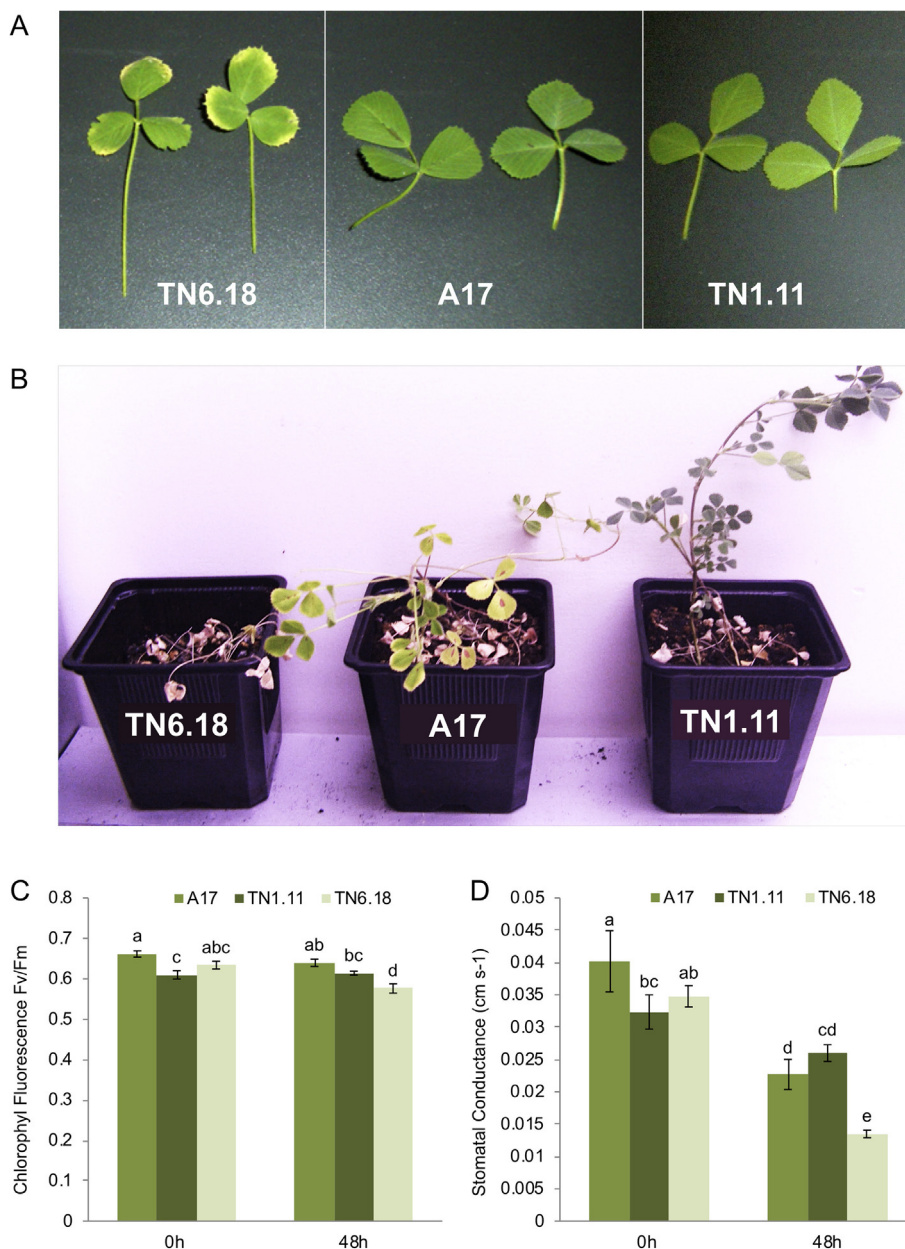 A
TN6.18
A17
TN1.11
B
TN6.18
A17
TN1.11
C
A17 TN1.11 TN6.18
Chlorophyll Fluorescence Fv/Fm
0.8
0.7
0.6
0.5
0.4
0.3
0.2
0.1
0
a
c
abc
ab
bc
d
0h
48h
D
A17 TN1.11 TN6.18
Stomatal Conductance (cm s-1)
0.05
0.045
0.04
0.035
0.03
0.025
0.02
0.015
0.01
0.005
0
a
bc
ab
d
cd
e
0h
48h